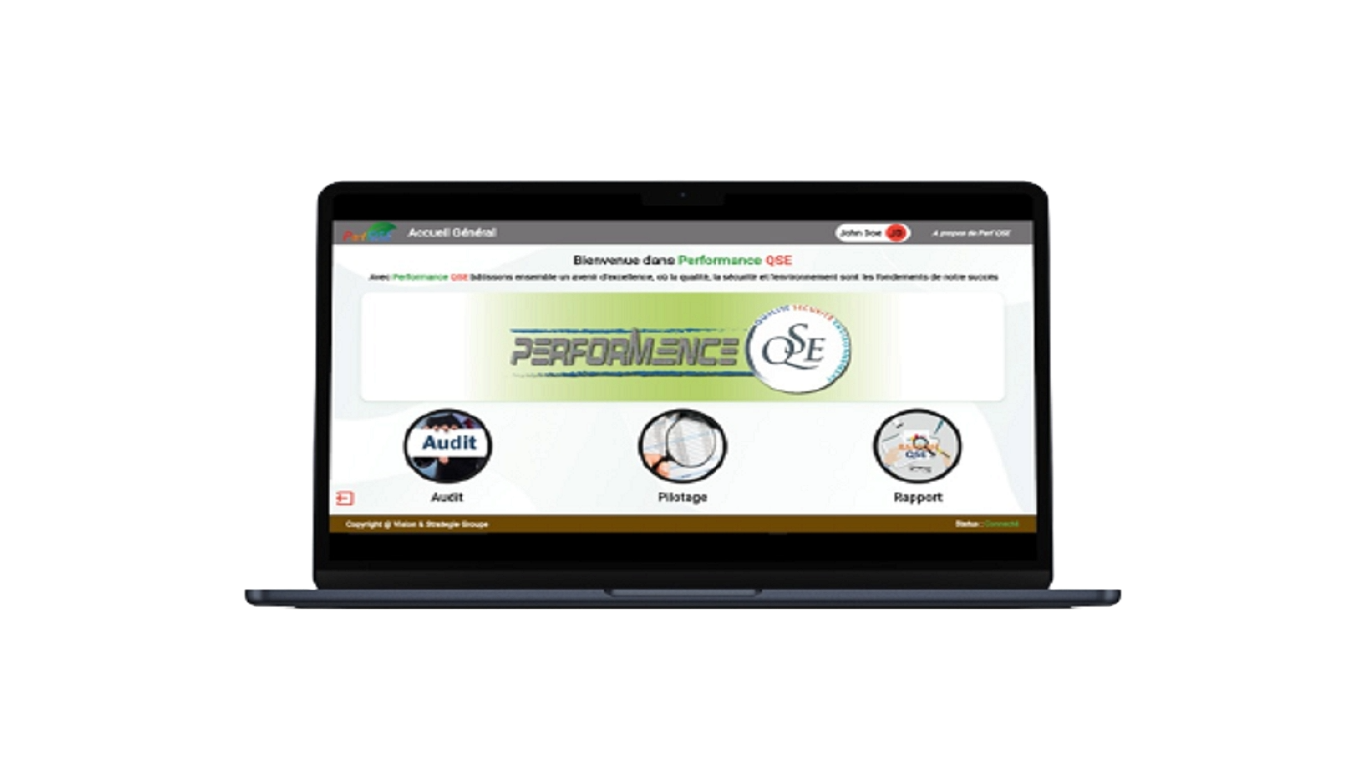 Perf QSE
Accueil Général
John Doe JD
A propos de Perf QSE
Bienvenue dans Performance QSE
Avec Performance QSE bâtissons ensemble un avenir d'excellence, où la qualité, la sécurité et l'environnement sont les fondements de notre succès
PERFORMENCE
QUALITE SECURITE ENVIRONNEMENT
QSE
Audit
QSE
Audit
Pilotage
Rapport
Copyright @ Vision & Strategie Groupe
Status : Connecté